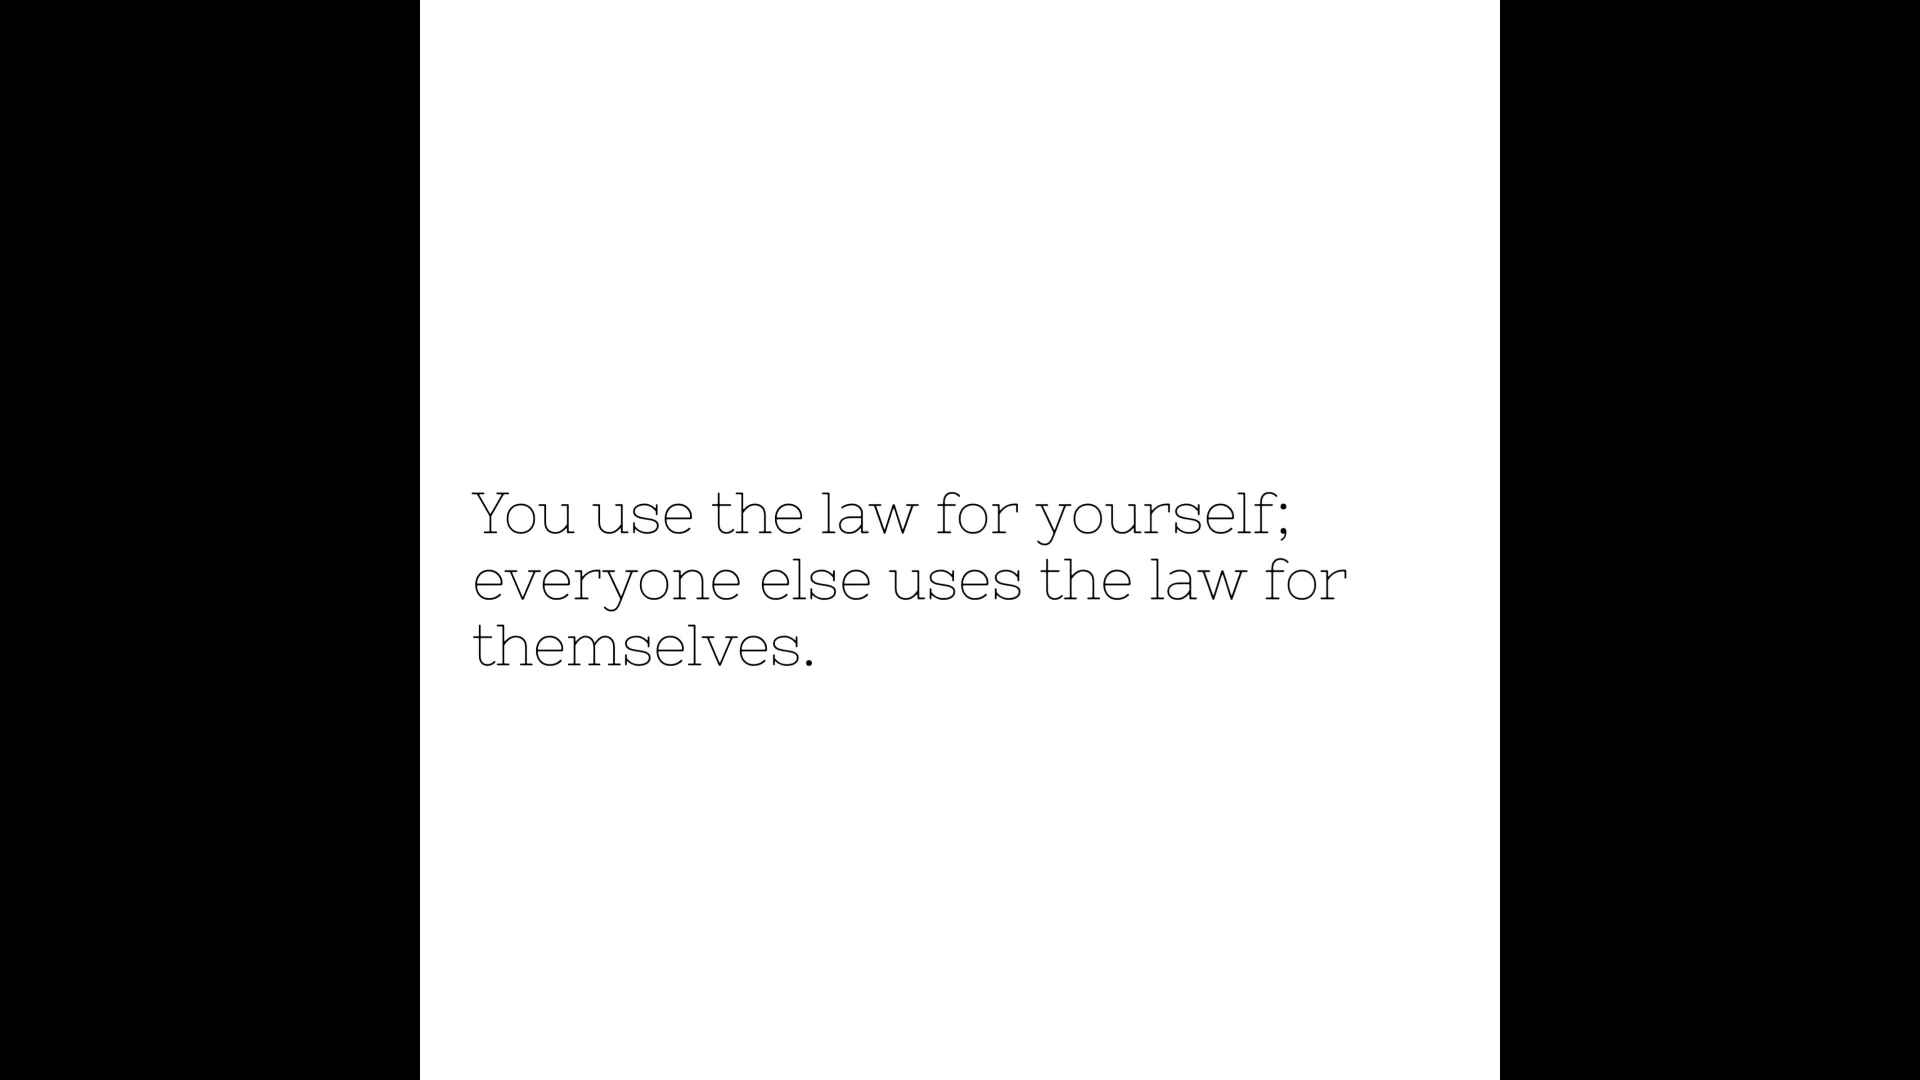 You use the law for yourself;
everyone else uses the law for
themselves.